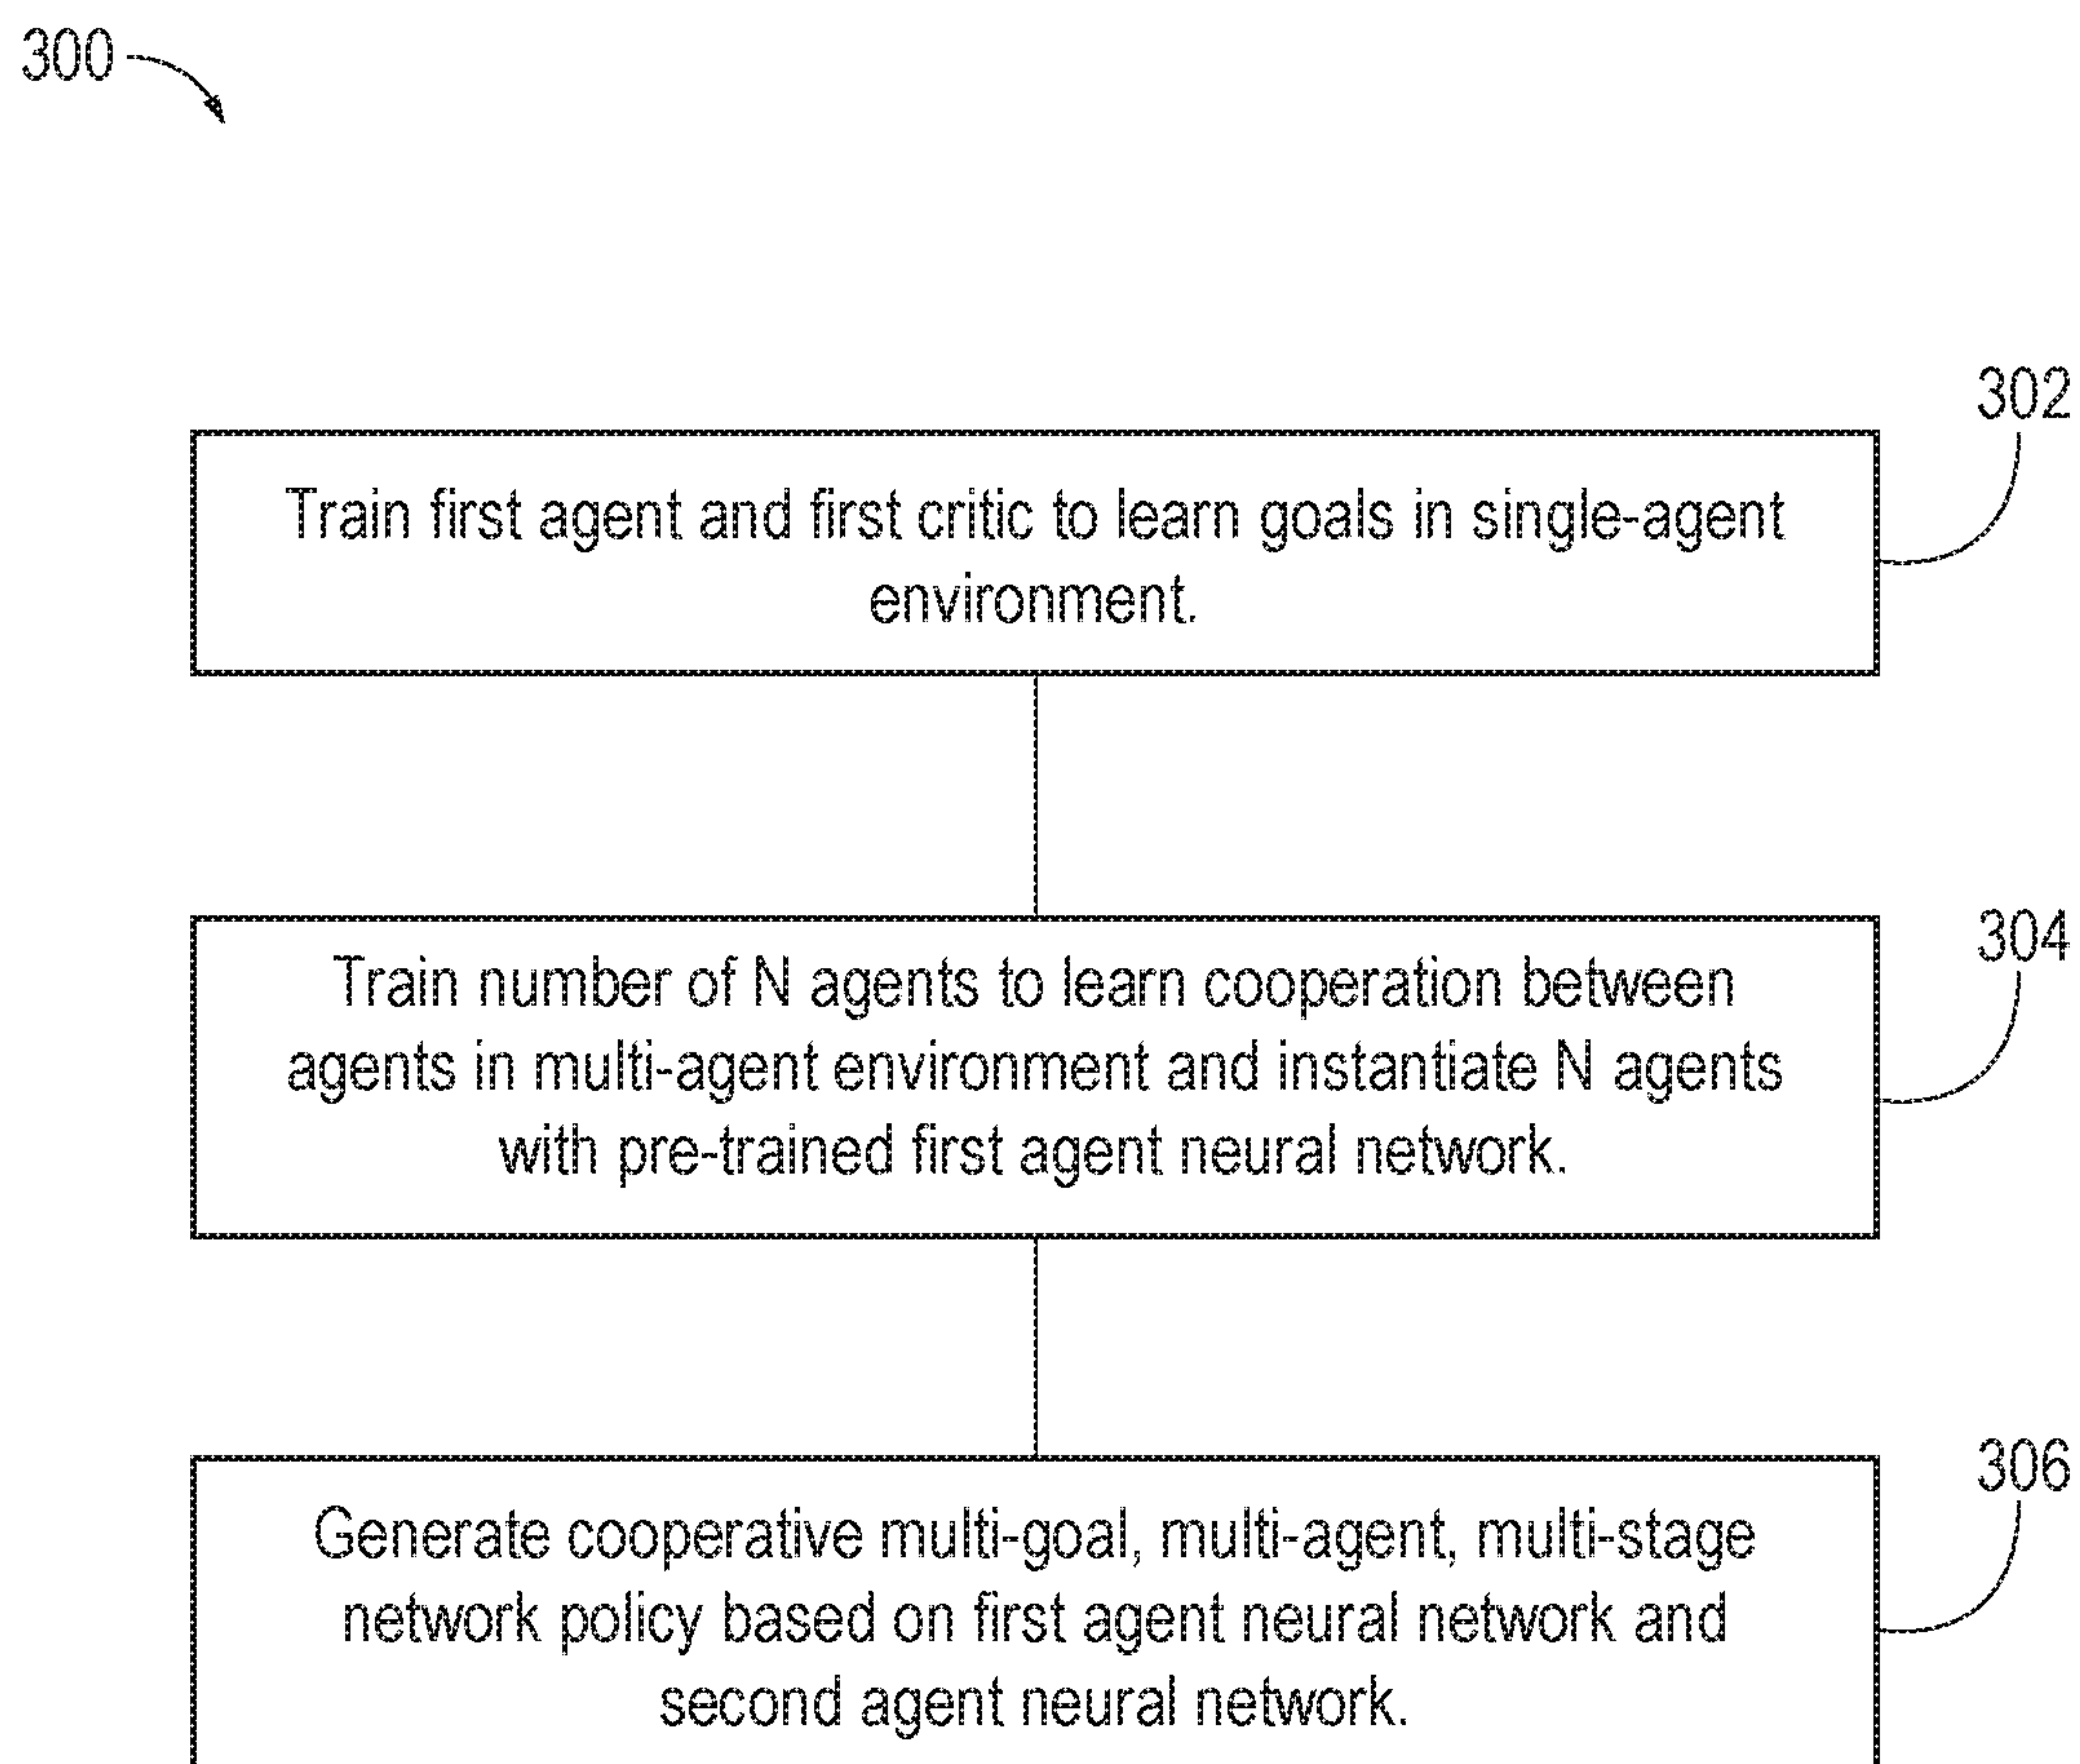 300
302
Train first agent and first critic to learn goals in single-agent
environment.
304
Train number of N agents to learn cooperation between
agents in multi-agent environment and instantiate N agents
with pre-trained first agent neural network.
306
Generate cooperative multi-goal, multi-agent, multi-stage
network policy based on first agent neural network and
second agent neural network.